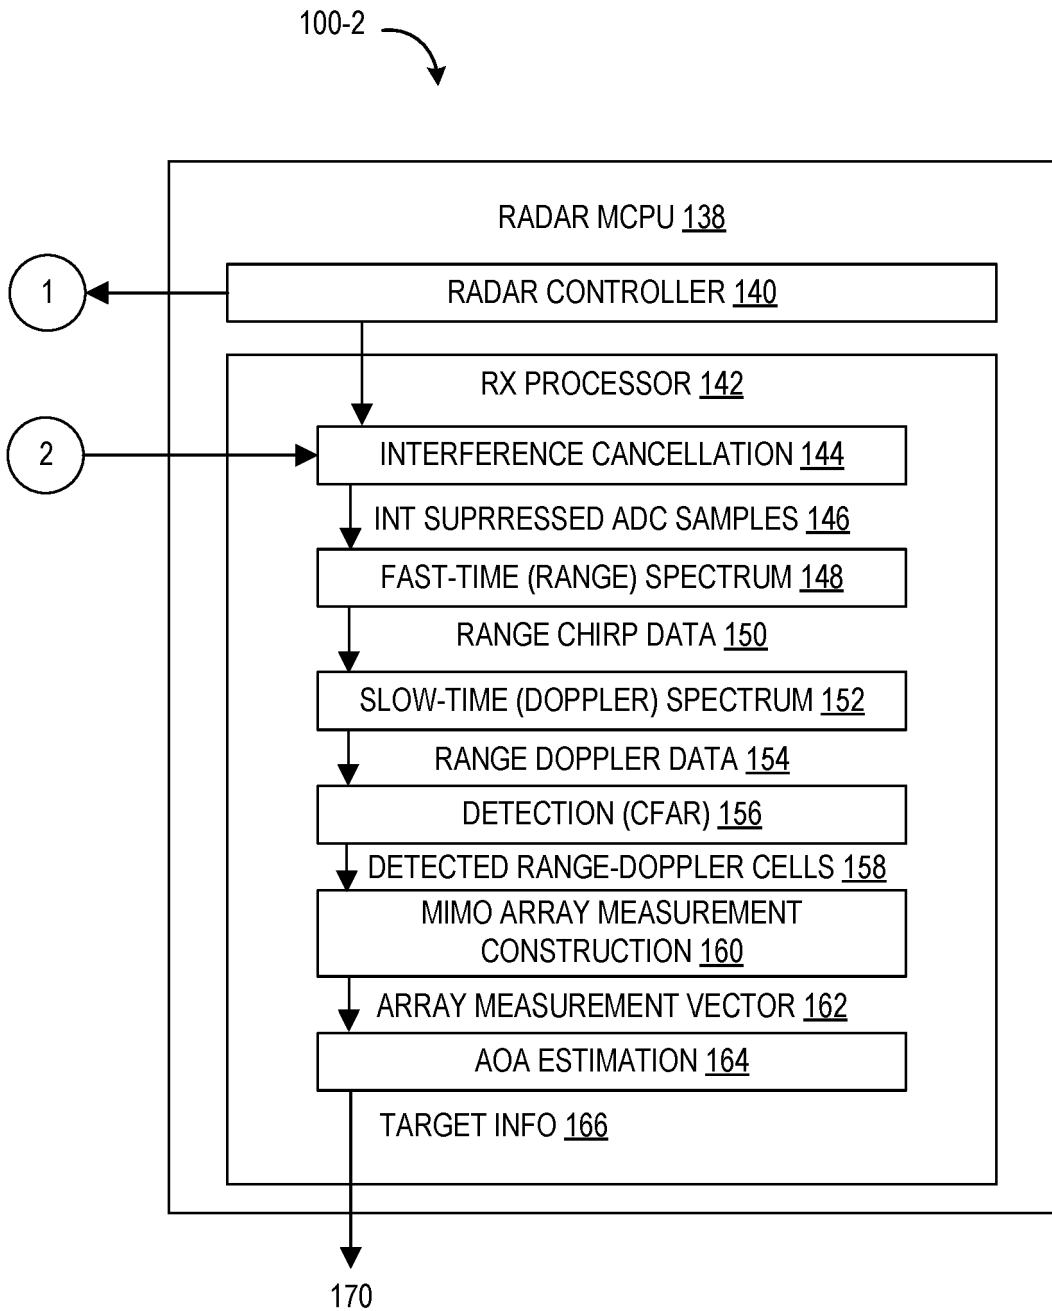 100-2
RADAR MCPU 138
1
RADAR CONTROLLER 140
RX PROCESSOR 142
2
INTERFERENCE CANCELLATION 144
INT SUPRRESSED ADC SAMPLES 146
FAST-TIME (RANGE) SPECTRUM 148
RANGE CHIRP DATA 150
SLOW-TIME (DOPPLER) SPECTRUM 152
RANGE DOPPLER DATA 154
DETECTION (CFAR) 156
DETECTED RANGE-DOPPLER CELLS 158
MIMO ARRAY MEASUREMENT
CONSTRUCTION 160
ARRAY MEASUREMENT VECTOR 162
AOA ESTIMATION 164
TARGET INFO 166
170